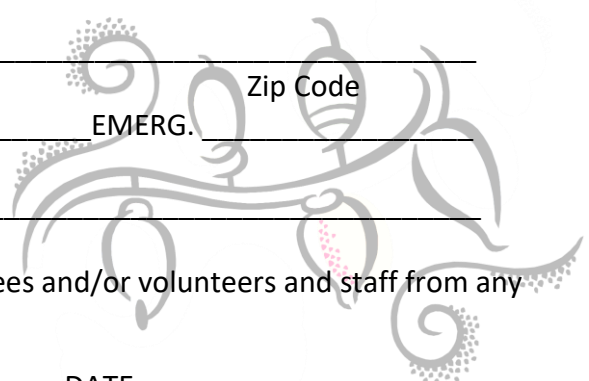 Zip Code
EMERG.
ees and/or volunteers and staff from any
DATE